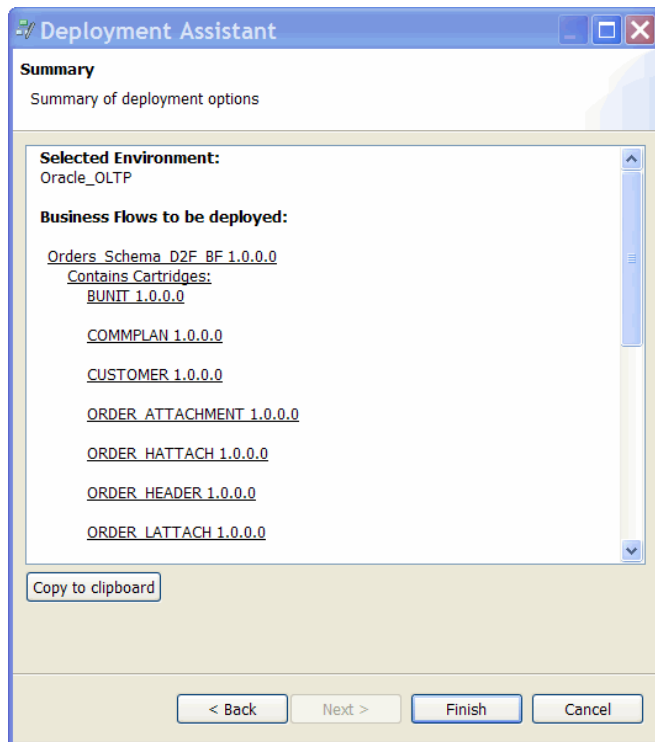 Deployment Assistant
Summary
Summary of deployment options
Selected Environment:
Oracle_OLTP
Business Flows to be deployed:
Orders_Schema_D2F_BF 1.0.0.0
Contains Cartridges:
BUNIT 1.0.0.0
COMMPLAN 1.0.0.0
CUSTOMER 1.0.0.0
ORDER_ATTACHMENT 1.0.0.0
ORDER_HATTACH 1.0.0.0
ORDER_HEADER 1.0.0.0
ORDER_LATTACH 1.0.0.0
Copy to clipboard
< Back Next > Finish Cancel